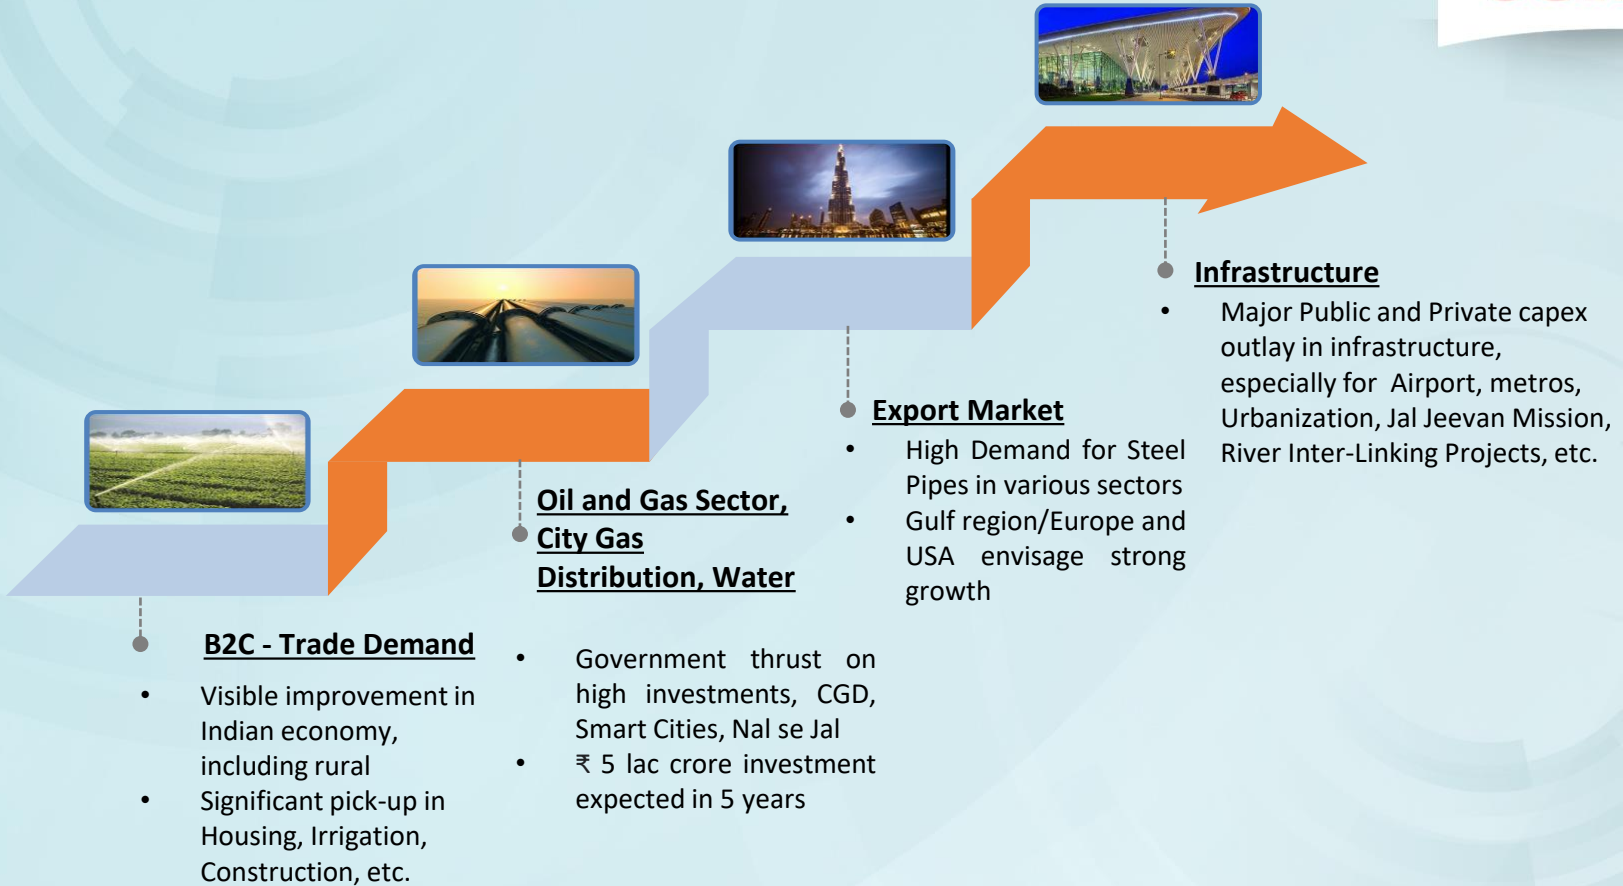 B2C - Trade Demand
• Visible improvement in
Indian economy,
including rural
• Significant pick-up in
Housing, Irrigation,
Construction, etc.
Oil and Gas Sector,
City Gas
Distribution, Water
• Government thrust on
high investments, CGD,
Smart Cities, Nal se Jal
• ₹ 5 lac crore investment
expected in 5 years
Export Market
• High Demand for Steel
Pipes in various sectors
• Gulf region/Europe and
USA envisage strong
growth
Infrastructure
• Major Public and Private capex
outlay in infrastructure,
especially for Airport, metros,
Urbanization, Jal Jeevan Mission,
River Inter-Linking Projects, etc.